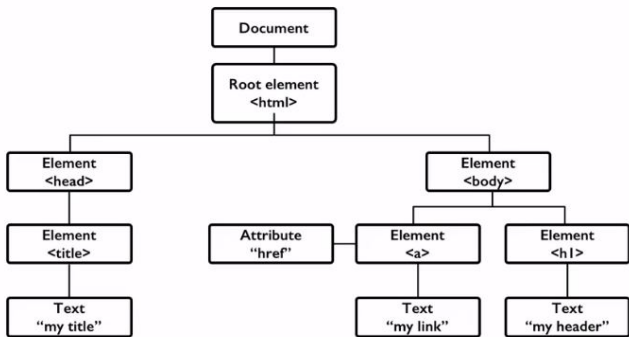 Document
Root element
<html>
Element
<head>
Element
<body>
Element
<title>
Attribute
“href”
Element
<a>
Element
<h1>
Text
“my title”
Text
“my link”
Text
“my header”